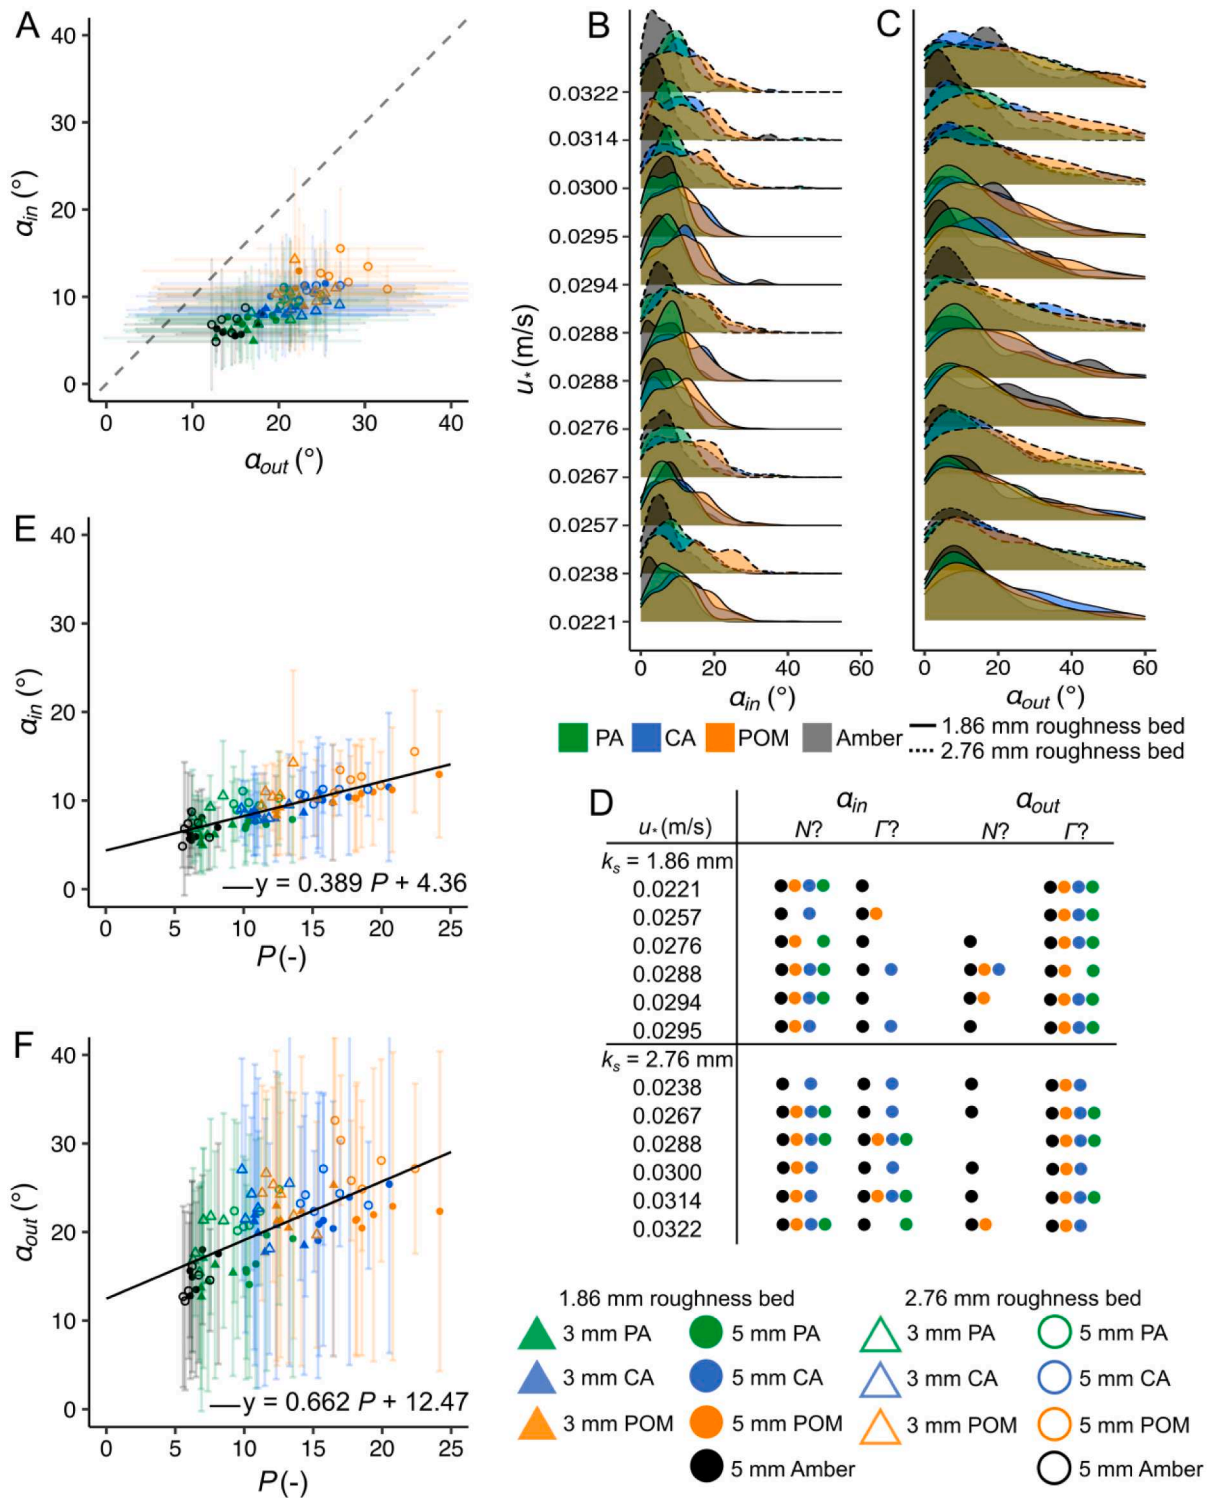 A
40
30
20
10
0
α_in (°)
0 10 20 30 40
α_out (°)
B
0.0322
0.0314
0.0300
0.0295
0.0294
0.0288
0.0288
0.0276
0.0267
0.0257
0.0238
0.0221
u* (m/s)
0 20 40 60
α_in (°)
C
0 20 40 60
α_out (°)
PA CA POM Amber
1.86 mm roughness bed
2.76 mm roughness bed
E
40
30
20
10
0
α_in (°)
y = 0.389 P + 4.36
0 5 10 15 20 25
P (-)
D
α_in α_out
u* (m/s) N? Γ? N? Γ?
k_s = 1.86 mm
0.0221
0.0257
0.0276
0.0288
0.0294
0.0295
k_s = 2.76 mm
0.0238
0.0267
0.0288
0.0300
0.0314
0.0322
F
40
30
20
10
0
α_out (°)
y = 0.662 P + 12.47
0 5 10 15 20 25
P (-)
1.86 mm roughness bed 2.76 mm roughness bed
3 mm PA 5 mm PA 3 mm PA 5 mm PA
3 mm CA 5 mm CA 3 mm CA 5 mm CA
3 mm POM 5 mm POM 3 mm POM 5 mm POM
5 mm Amber 5 mm Amber